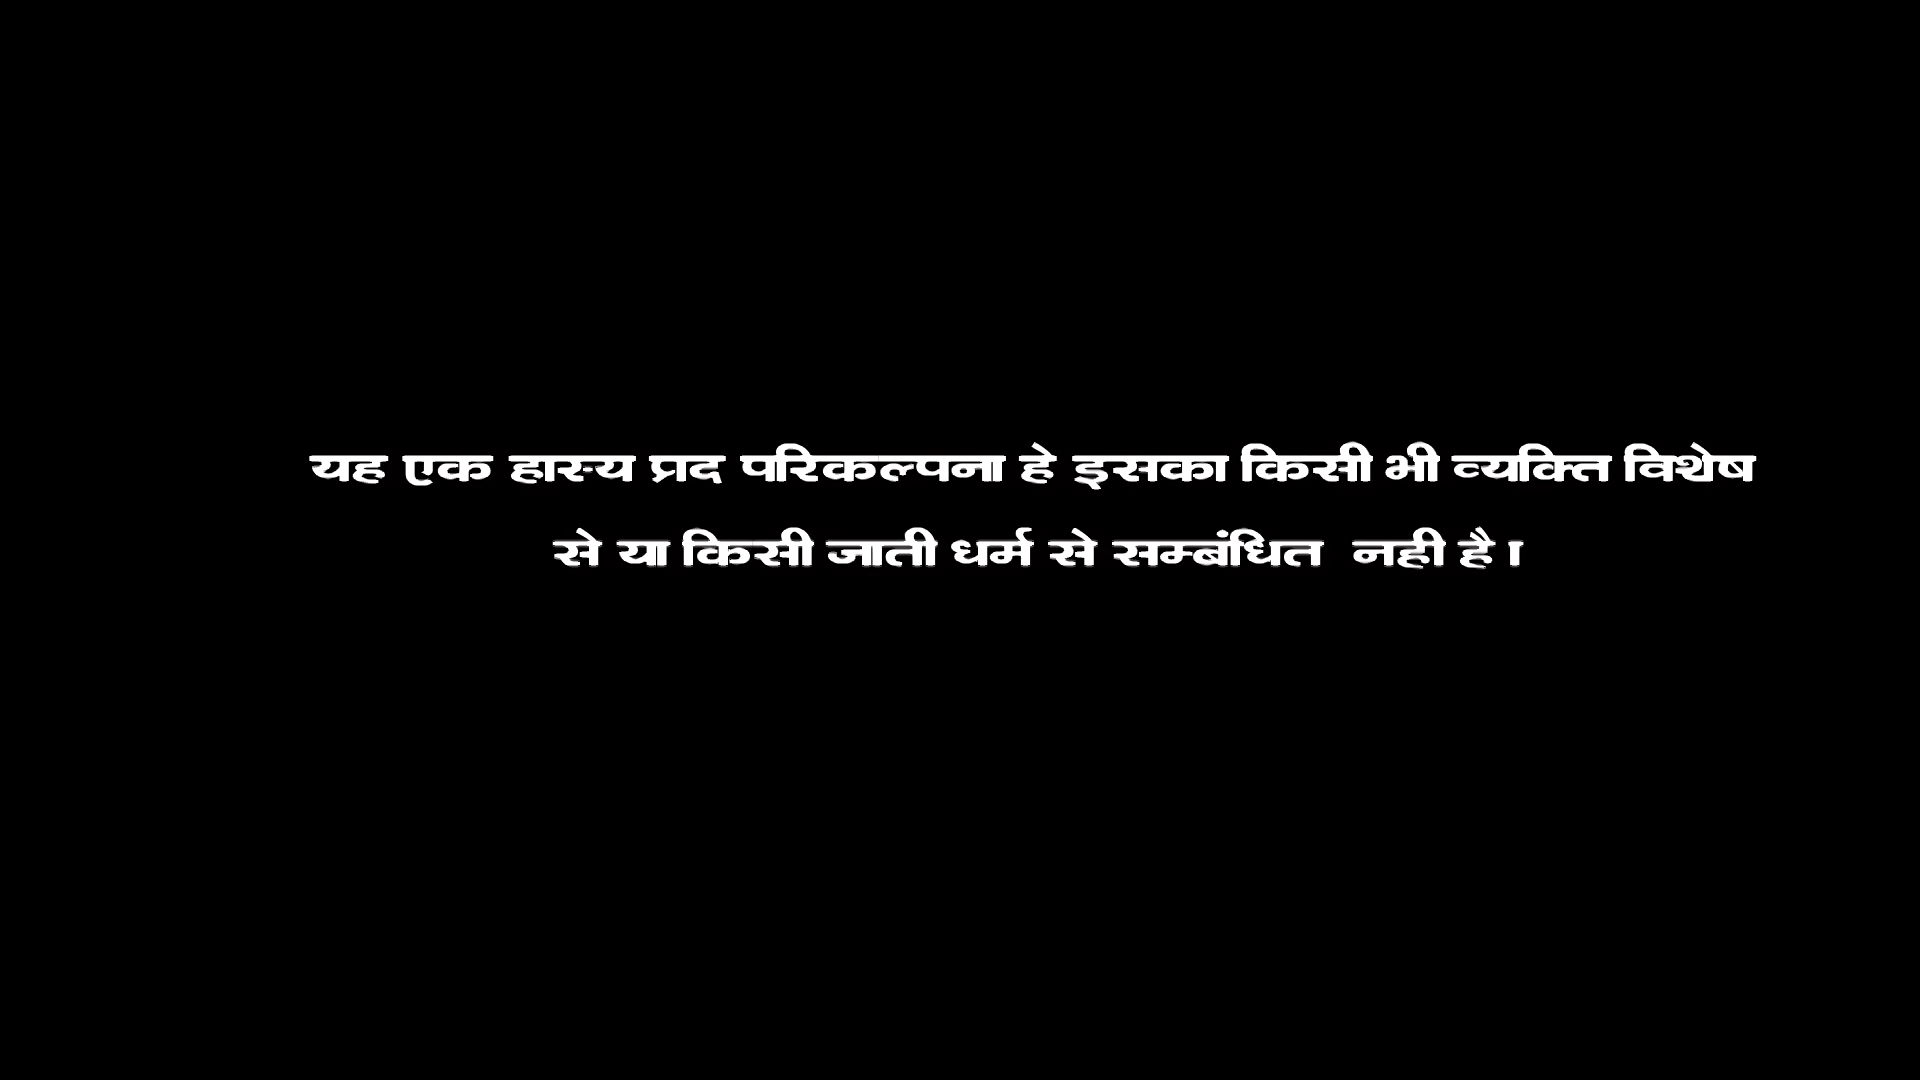 यह एक हास्य प्रद परिकल्पना हे इसका किसी भी व्यक्ति विशेष
से या किसी जाती धर्म से सम्बंधित नही है।